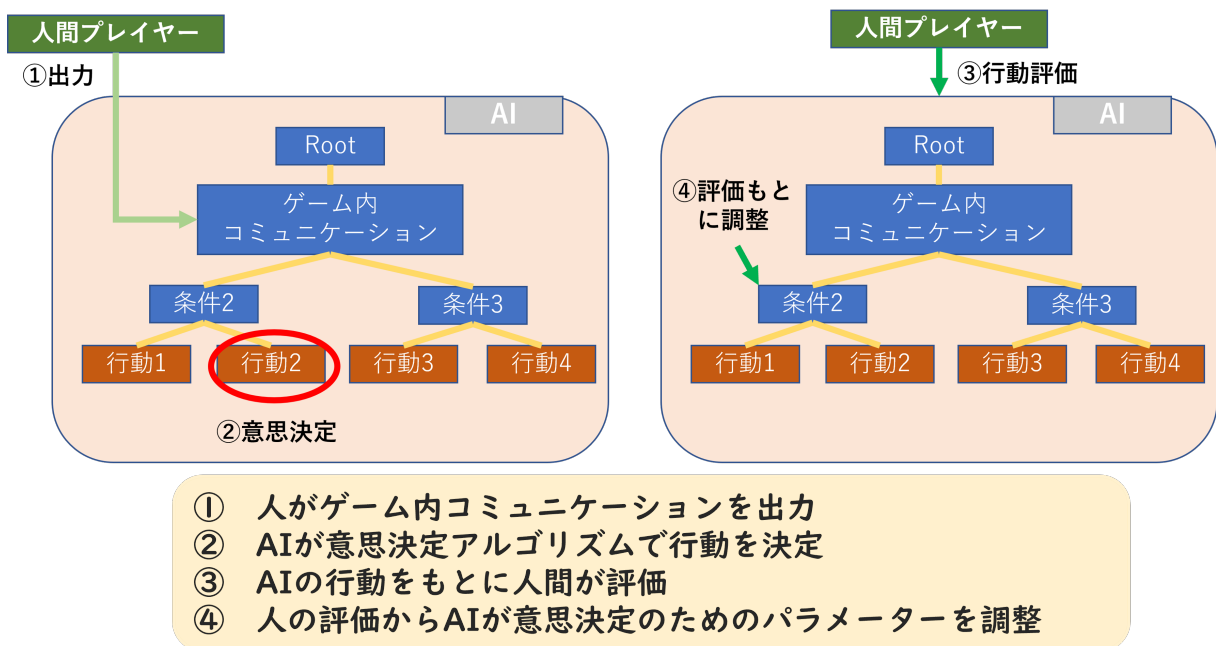 人間プレイヤー
①出力
AI
Root
ゲーム内
コミュニケーション
条件2
条件3
行動1
行動2
行動3
行動4
②意思決定
人間プレイヤー
③行動評価
AI
Root
④評価もと
に調整
ゲーム内
コミュニケーション
条件2
条件3
行動1
行動2
行動3
行動4
① 人がゲーム内コミュニケーションを出力
② AIが意思決定アルゴリズムで行動を決定
③ AIの行動をもとに人間が評価
④ 人の評価からAIが意思決定のためのパラメーターを調整